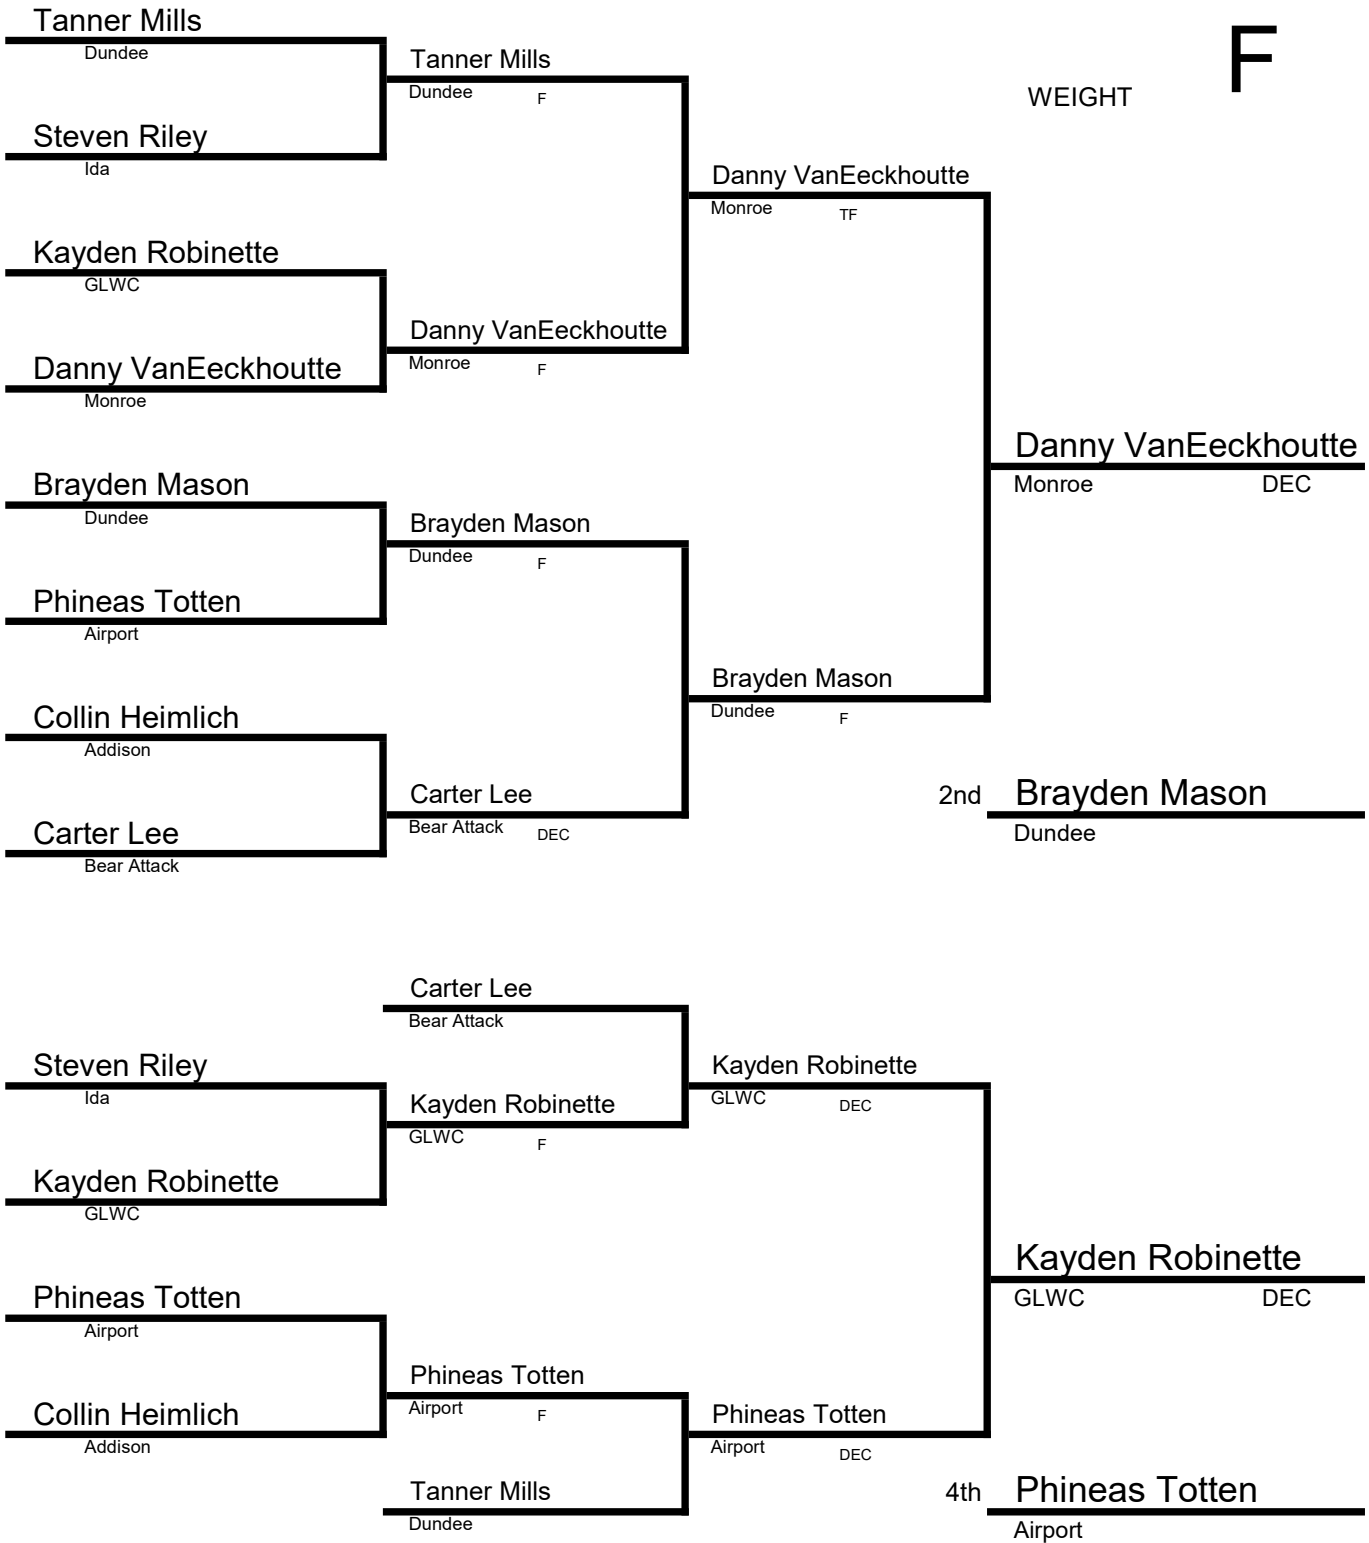 Tanner Mills
Dundee
Tanner Mills
Dundee F
F
WEIGHT
Steven Riley
Ida
Danny VanEeckhoutte
Monroe TF
Kayden Robinette
GLWC
Danny VanEeckhoutte
Monroe F
Danny VanEeckhoutte
Monroe
Danny VanEeckhoutte
Monroe DEC
Brayden Mason
Dundee
Brayden Mason
Dundee F
Phineas Totten
Airport
Brayden Mason
Dundee F
Collin Heimlich
Addison
Carter Lee
Bear Attack DEC
2nd Brayden Mason
Dundee
Carter Lee
Bear Attack
Carter Lee
Bear Attack
Steven Riley
Ida
Kayden Robinette
GLWC DEC
Kayden Robinette
GLWC F
Kayden Robinette
GLWC
Kayden Robinette
GLWC DEC
Phineas Totten
Airport
Phineas Totten
Airport F
Collin Heimlich
Addison
Phineas Totten
Airport DEC
Tanner Mills
Dundee
4th Phineas Totten
Airport